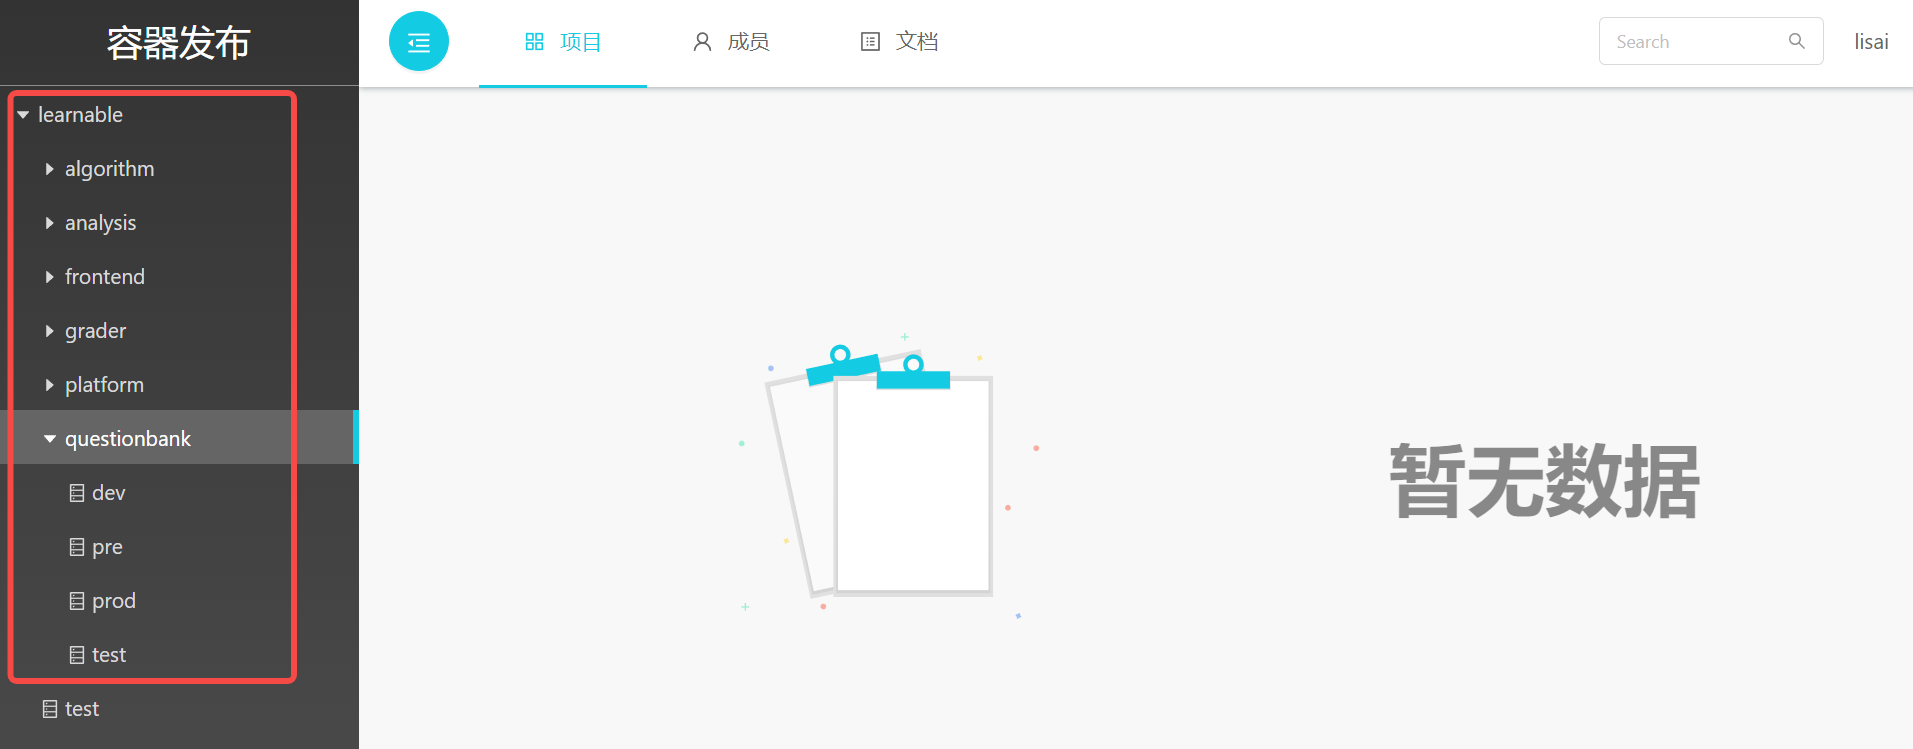 容器发布
项目
成员
文档
Search
lisai
learnable
algorithm
analysis
frontend
grader
platform
questionbank
dev
pre
prod
test
test
暂无数据